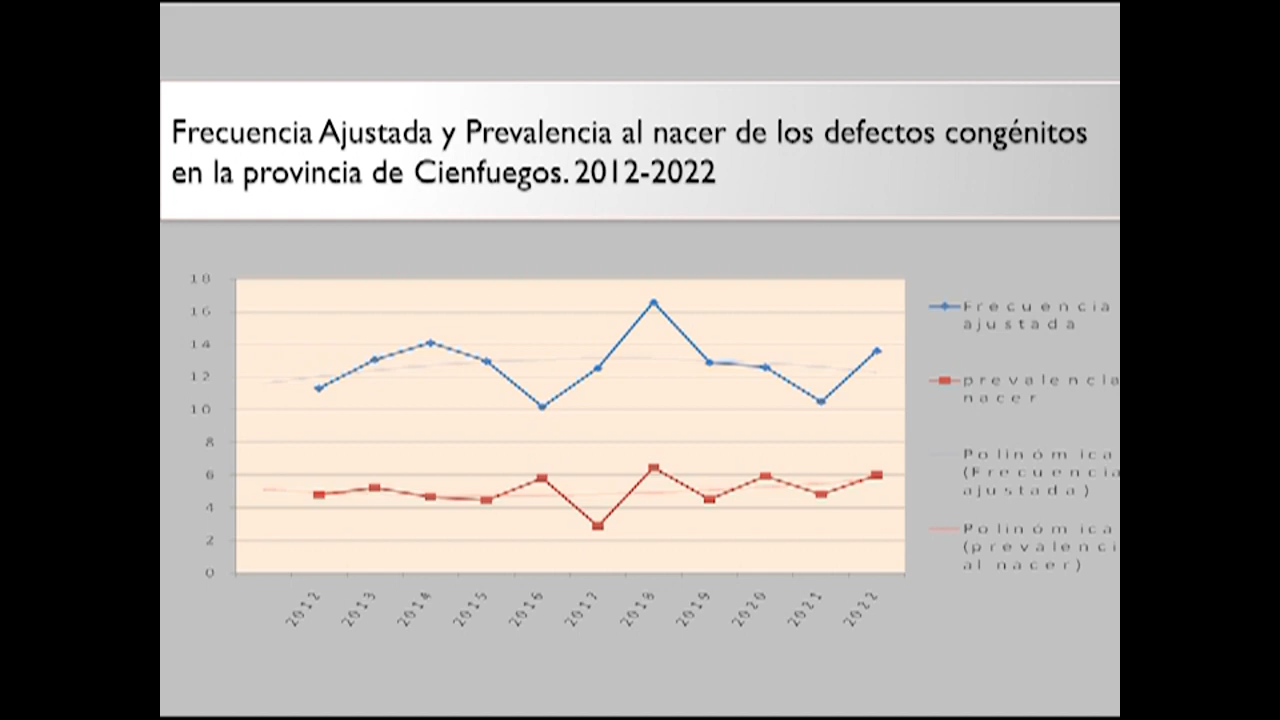 Frecuencia Ajustada y Prevalencia al nacer de los defectos congénitos
en la provincia de Cienfuegos. 2012-2022
18
16
14
12
10
8
6
4
2
0
2012
2013
2014
2015
2016
2017
2018
2019
2020
2021
2022
Frecuencia
ajustada
prevalencia
nacer
Polinómica
(Frecuencia
ajustada)
Polinómica
(prevalenci
al nacer)